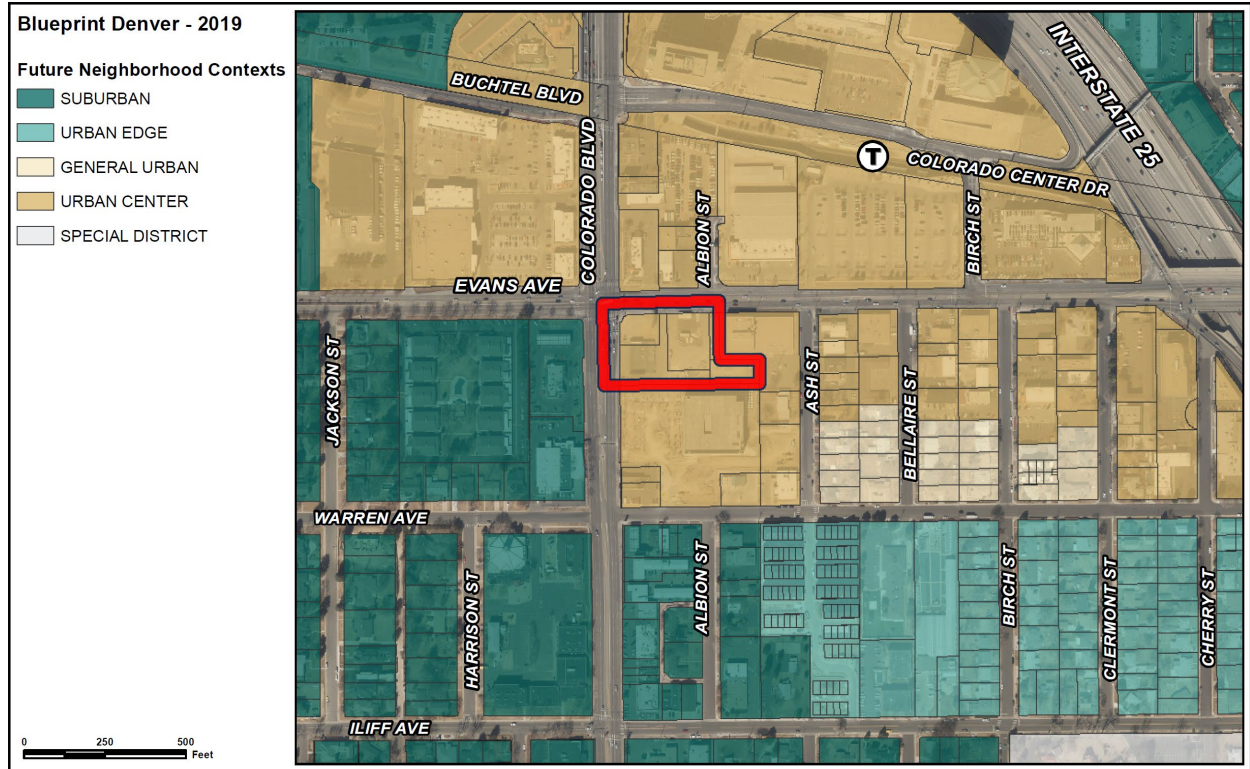 Blueprint Denver - 2019
Future Neighborhood Contexts
SUBURBAN
URBAN EDGE
GENERAL URBAN
URBAN CENTER
SPECIAL DISTRICT
0 250 500
Feet
BUCHTEL BLVD
COLORADO BLVD
INTERSTATE 25
T
COLORADO CENTER DR
ALBION ST
BIRCH ST
EVANS AVE
JACKSON ST
ASH ST
BELLAIRE ST
WARREN AVE
HARRISON ST
ALBION ST
BIRCH ST
CLERMONT ST
CHERRY ST
ILIFF AVE